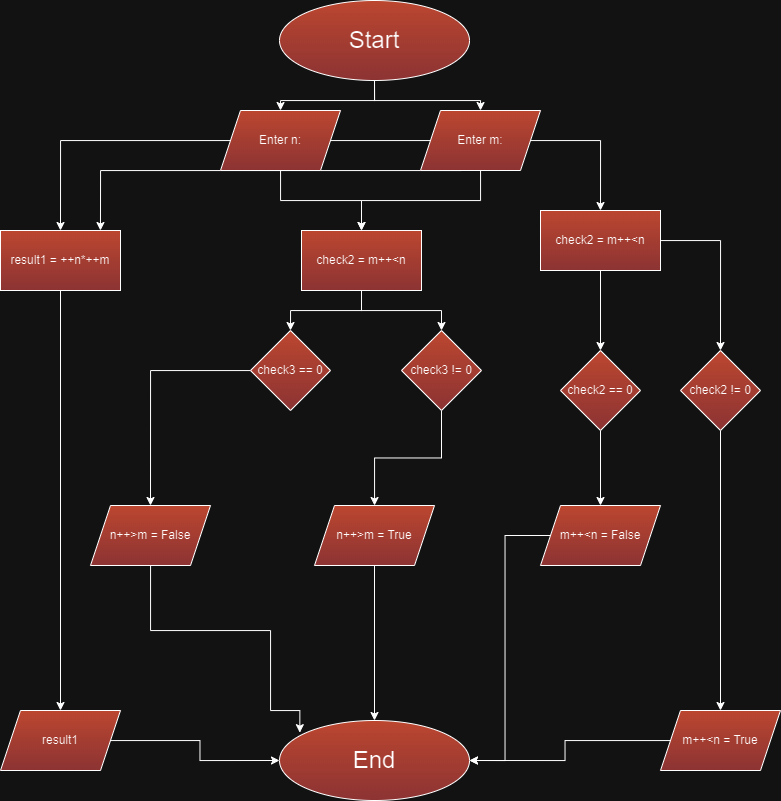 Start
Enter n:
Enter m:
result1 = ++n*++m
check2 = m++<n
check2 = m++<n
check3 == 0
check3 != 0
check2 == 0
check2 != 0
n++>m = False
n++>m = True
m++<n = False
result1
End
m++<n = True